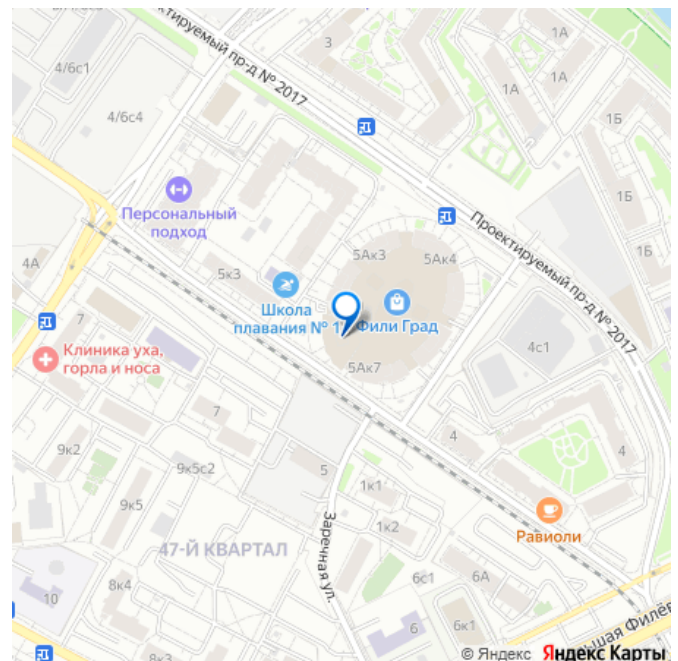 4/6с1
3
1А
1А
1А
Проектируемый пр-д № 2017
4/6с4
1Б
Персональный
подход
1Б
1Б
Проектируемый пр-д № 2017
4А
5к3
5Ак3
5Ак4
Школа
плавания № 1
Фили Град
7
Клиника уха,
горла и носа
5Ак7
4с1
7
4
4
9к2
9к5с2
5
1к1
9к5
Заречная ул.
1к2
Равиоли
47-Й КВАРТАЛ
8к4
6с1
6А
10
6
6к1
© Яндекс Яндекс Карты